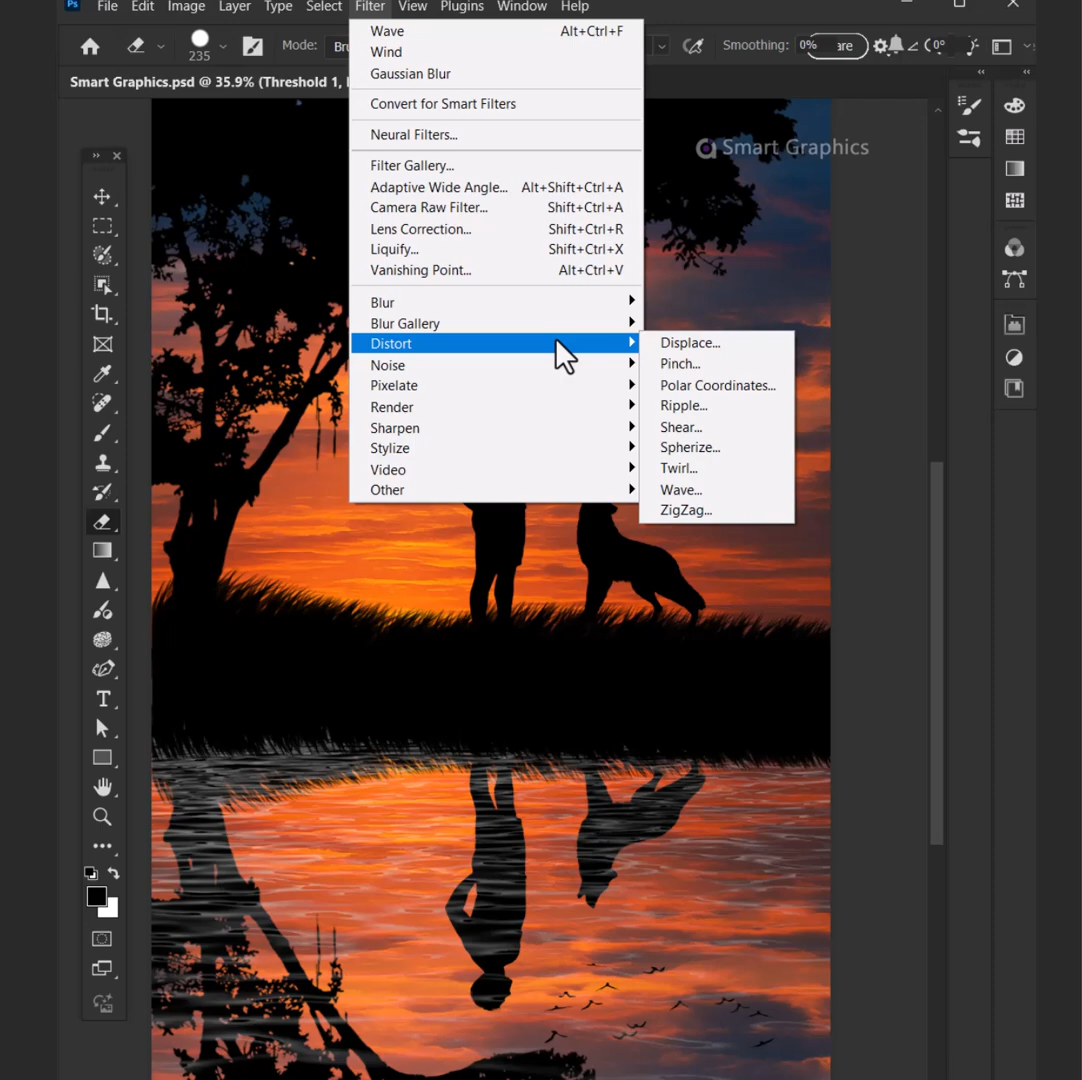 Ps File Edit Image Layer Type Select Filter View Plugins Window Help
235 Mode: Smoothing: 0% are 0°
Smart Graphics.psd @ 35.9% (Threshold 1,
Wave Alt+Ctrl+F
Wind
Gaussian Blur
Convert for Smart Filters
Neural Filters...
Filter Gallery...
Adaptive Wide Angle... Alt+Shift+Ctrl+A
Camera Raw Filter... Shift+Ctrl+A
Lens Correction... Shift+Ctrl+R
Liquify... Shift+Ctrl+X
Vanishing Point... Alt+Ctrl+V
Blur
Blur Gallery
Distort
Noise
Pixelate
Render
Sharpen
Stylize
Video
Other
Displace...
Pinch...
Polar Coordinates...
Ripple...
Shear...
Spherize...
Twirl...
Wave...
ZigZag...
Smart Graphics